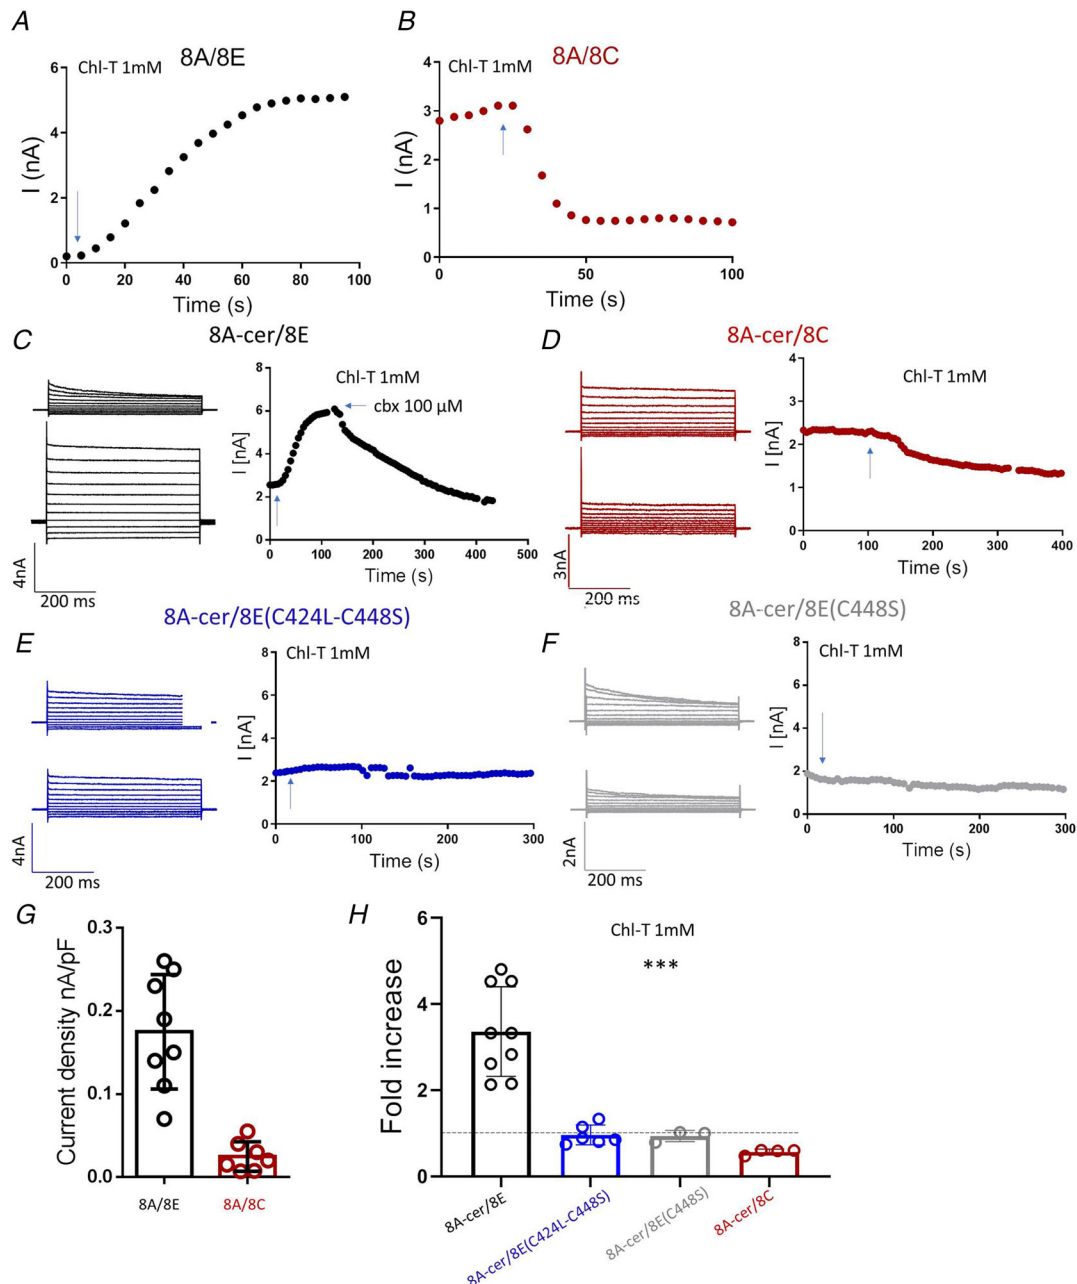 A
8A/8E
Chl-T 1mM
I (nA)
6
4
2
0
0 20 40 60 80 100
Time (s)
B
8A/8C
Chl-T 1mM
I (nA)
4
3
2
1
0
50 100
Time (s)
C
8A-cer/8E
4nA
200 ms
Chl-T 1mM
cbx 100 µM
I [nA]
8
6
4
2
0
0 100 200 300 400 500
Time (s)
D
8A-cer/8C
3nA
200 ms
Chl-T 1mM
I [nA]
4
3
2
1
0
0 100 200 300 400
Time (s)
8A-cer/8E(C424L-C448S)
E
4nA
200 ms
Chl-T 1mM
I [nA]
8
6
4
2
0
0 100 200 300
Time (s)
8A-cer/8E(C448S)
F
2nA
200 ms
Chl-T 1mM
I [nA]
8
6
4
2
0
0 100 200 300
Time (s)
G
Current density nA/pF
0.3
0.2
0.1
0.0
8A/8E 8A/8C
H
Chl-T 1mM
***
Fold increase
6
4
2
0
8A-cer/8E
8A-cer/8E(C424L-C448S)
8A-cer/8E(C448S)
8A-cer/8C